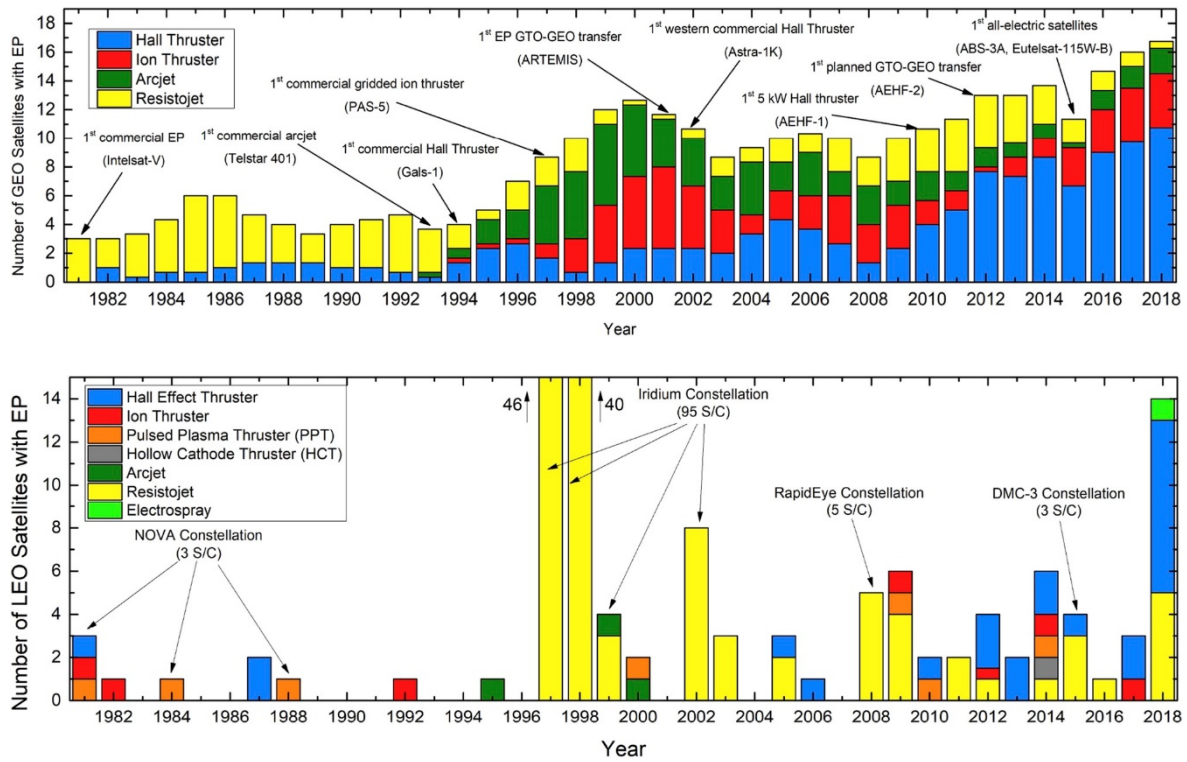 Number of GEO Satellites with EP
18
16
14
12
10
8
6
4
2
0
Hall Thruster
Ion Thruster
Arcjet
Resistojet
1st commercial EP
(Intelsat-V)
1st commercial arcjet
(Telstar 401)
1st commercial gridded ion thruster
(PAS-5)
1st commercial Hall Thruster
(Gals-1)
1st EP GTO-GEO transfer
(ARTEMIS)
1st western commercial Hall Thruster
(Astra-1K)
1st 5 kW Hall thruster
(AEHF-1)
1st planned GTO-GEO transfer
(AEHF-2)
1st all-electric satellites
(ABS-3A, Eutelsat-115W-B)
1982 1984 1986 1988 1990 1992 1994 1996 1998 2000 2002 2004 2006 2008 2010 2012 2014 2016 2018
Year
Number of LEO Satellites with EP
14
12
10
8
6
4
2
0
Hall Effect Thruster
Ion Thruster
Pulsed Plasma Thruster (PPT)
Hollow Cathode Thruster (HCT)
Arcjet
Resistojet
Electrospray
NOVA Constellation
(3 S/C)
46
40
Iridium Constellation
(95 S/C)
RapidEye Constellation
(5 S/C)
DMC-3 Constellation
(3 S/C)
1982 1984 1986 1988 1990 1992 1994 1996 1998 2000 2002 2004 2006 2008 2010 2012 2014 2016 2018
Year